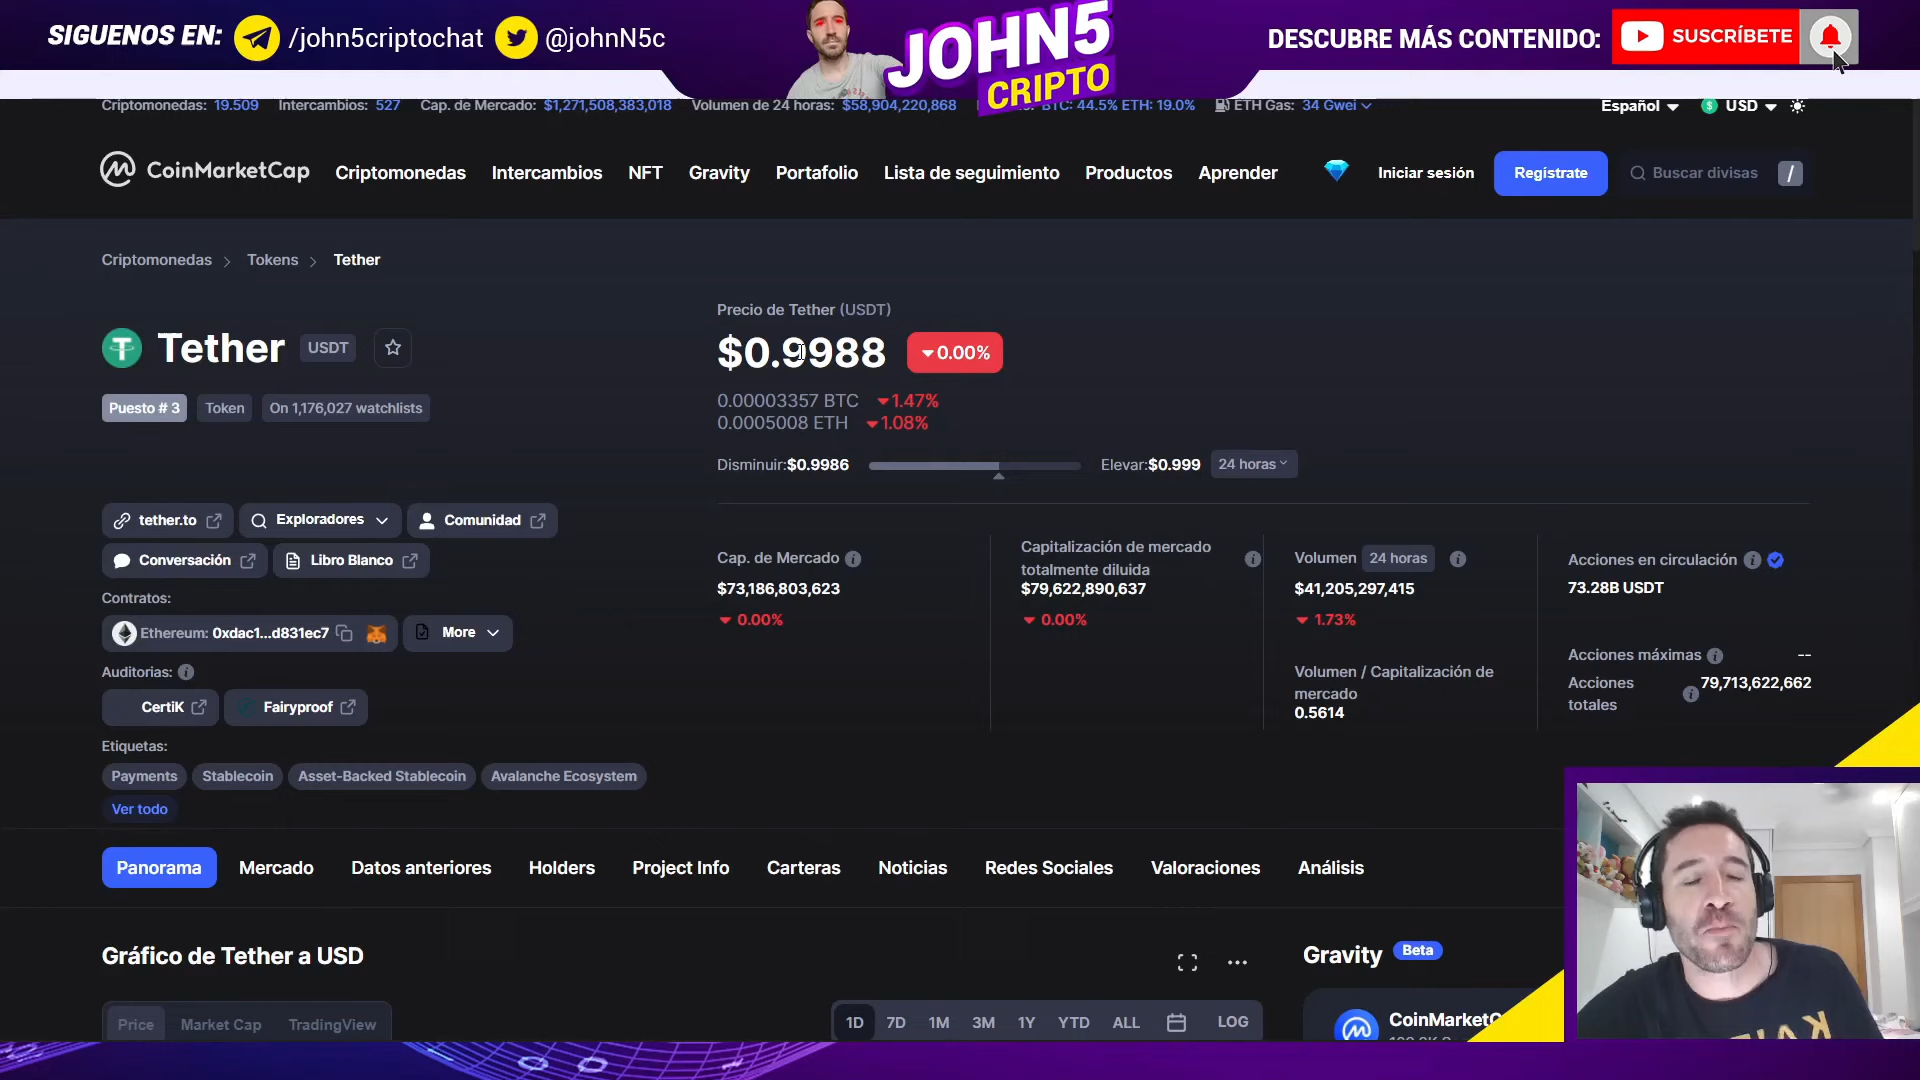 SIGUENOS EN: /john5criptochat @johnN5c
JOHN5
CRIPTO
DESCUBRE MÁS CONTENIDO: SUSCRÍBETE
Criptomonedas: 19.509 Intercambios: 527 Cap. de Mercado: $1,271,508,383,018 Volumen de 24 horas: $58,904,220,868 BTC: 44.5% ETH: 19.0% ETH Gas: 34 Gwei Español USD
CoinMarketCap Criptomonedas Intercambios NFT Gravity Portafolio Lista de seguimiento Productos Aprender Iniciar sesión Regístrate Buscar divisas /
Criptomonedas > Tokens > Tether
Tether USDT
Puesto # 3 Token On 1,176,027 watchlists
Precio de Tether (USDT)
$0.9988 0.00%
0.00003357 BTC 1.47%
0.0005008 ETH 1.08%
Disminuir:$0.9986 Elevar:$0.999 24 horas
tether.to Exploradores Comunidad
Conversación Libro Blanco
Contratos:
Ethereum: 0xdac1...d831ec7 More
Auditorias:
CertiK Fairyproof
Etiquetas:
Payments Stablecoin Asset-Backed Stablecoin Avalanche Ecosystem
Ver todo
Cap. de Mercado
$73,186,803,623
0.00%
Capitalización de mercado
totalmente diluida
$79,622,890,637
0.00%
Volumen 24 horas
$41,205,297,415
1.73%
Volumen / Capitalización de
mercado
0.5614
Acciones en circulación
73.28B USDT
Acciones máximas --
Acciones
totales
79,713,622,662
Panorama Mercado Datos anteriores Holders Project Info Carteras Noticias Redes Sociales Valoraciones Análisis
Gráfico de Tether a USD
Price Market Cap TradingView
1D 7D 1M 3M 1Y YTD ALL LOG
Gravity Beta